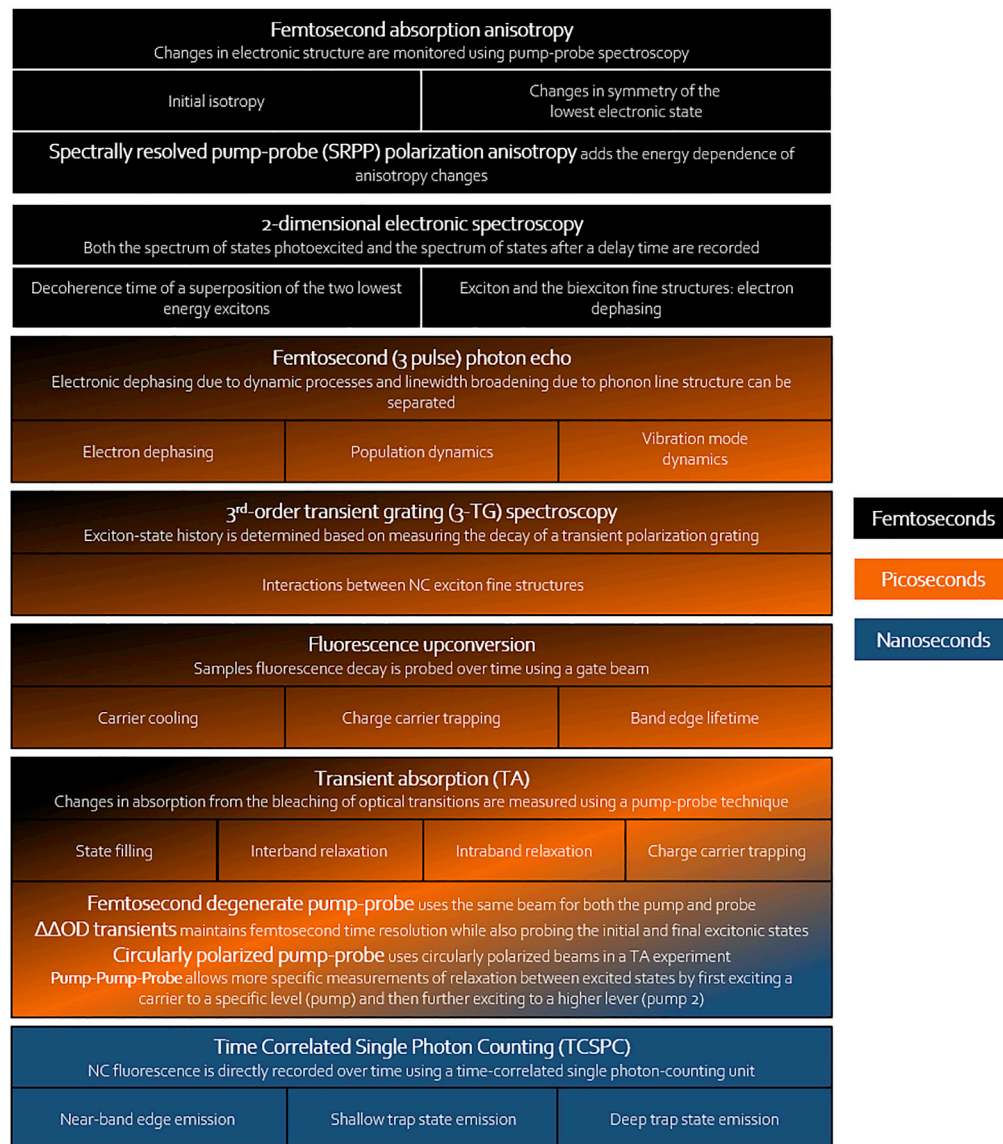 Femtosecond absorption anisotropy
Changes in electronic structure are monitored using pump-probe spectroscopy
Initial isotropy
Changes in symmetry of the
lowest electronic state
Spectrally resolved pump-probe (SRPP) polarization anisotropy adds the energy dependence of
anisotropy changes
2-dimensional electronic spectroscopy
Both the spectrum of states photoexcited and the spectrum of states after a delay time are recorded
Decoherence time of a superposition of the two lowest
energy excitons
Exciton and the biexciton fine structures: electron
dephasing
Femtosecond (3 pulse) photon echo
Electronic dephasing due to dynamic processes and linewidth broadening due to phonon line structure can be
separated
Electron dephasing
Population dynamics
Vibration mode
dynamics
3rd-order transient grating (3-TG) spectroscopy
Exciton-state history is determined based on measuring the decay of a transient polarization grating
Interactions between NC exciton fine structures
Femtoseconds
Picoseconds
Nanoseconds
Fluorescence upconversion
Samples fluorescence decay is probed over time using a gate beam
Carrier cooling
Charge carrier trapping
Band edge lifetime
Transient absorption (TA)
Changes in absorption from the bleaching of optical transitions are measured using a pump-probe technique
State filling
Interband relaxation
Intraband relaxation
Charge carrier trapping
Femtosecond degenerate pump-probe uses the same beam for both the pump and probe
ΔΔOD transients maintains femtosecond time resolution while also probing the initial and final excitonic states
Circularly polarized pump-probe uses circularly polarized beams in a TA experiment
Pump-Pump-Probe allows more specific measurements of relaxation between excited states by first exciting a
carrier to a specific level (pump) and then further exciting to a higher lever (pump 2)
Time Correlated Single Photon Counting (TCSPC)
NC fluorescence is directly recorded over time using a time-correlated single photon-counting unit
Near-band edge emission
Shallow trap state emission
Deep trap state emission